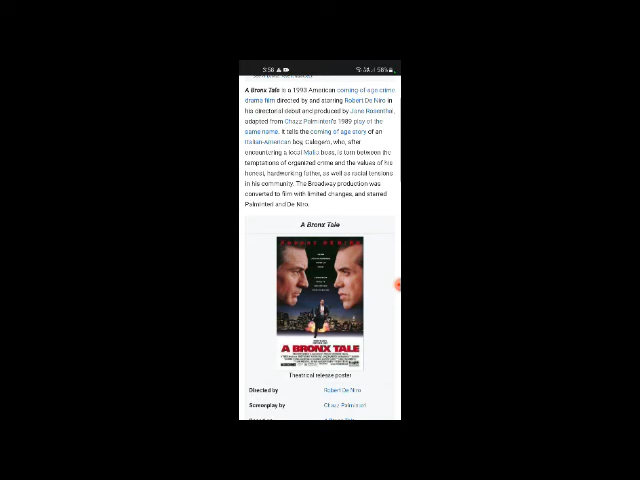 3:56
56%
A Bronx Tale is a 1993 American coming of age crime
drama film directed by and starring Robert De Niro in
his directorial debut and produced by Jane Rosenthal,
adapted from Chazz Palminteri's 1989 play of the
same name. It tells the coming of age story of an
Italian-American boy, Calogero, who, after
encountering a local Mafia boss, is torn between the
temptations of organized crime and the values of his
honest, hardworking father, as well as racial tensions
in his community. The Broadway production was
converted to film with limited changes, and starred
Palminteri and De Niro.
A Bronx Tale
ROBERT DE NIRO
A BRONX TALE
Theatrical release poster
Directed by
Robert De Niro
Screenplay by
Chazz Palminteri